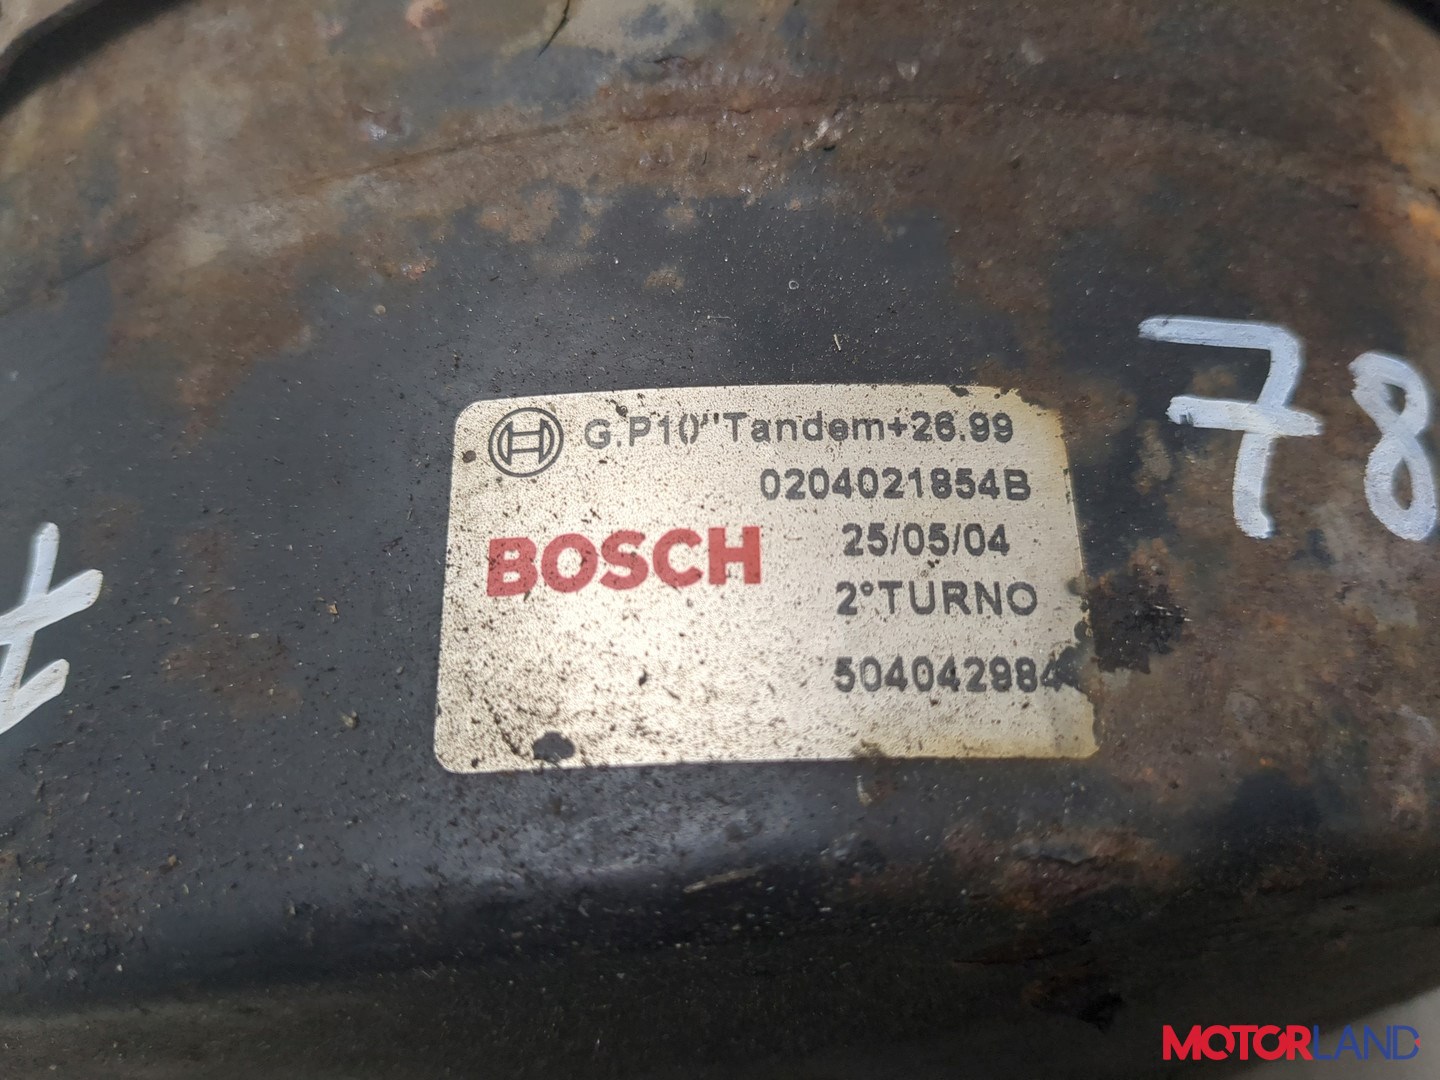 G.P10"Tandem+26.99
0204021854B
BOSCH
25/05/04
2°TURNO
504042984
78
MOTORLAND